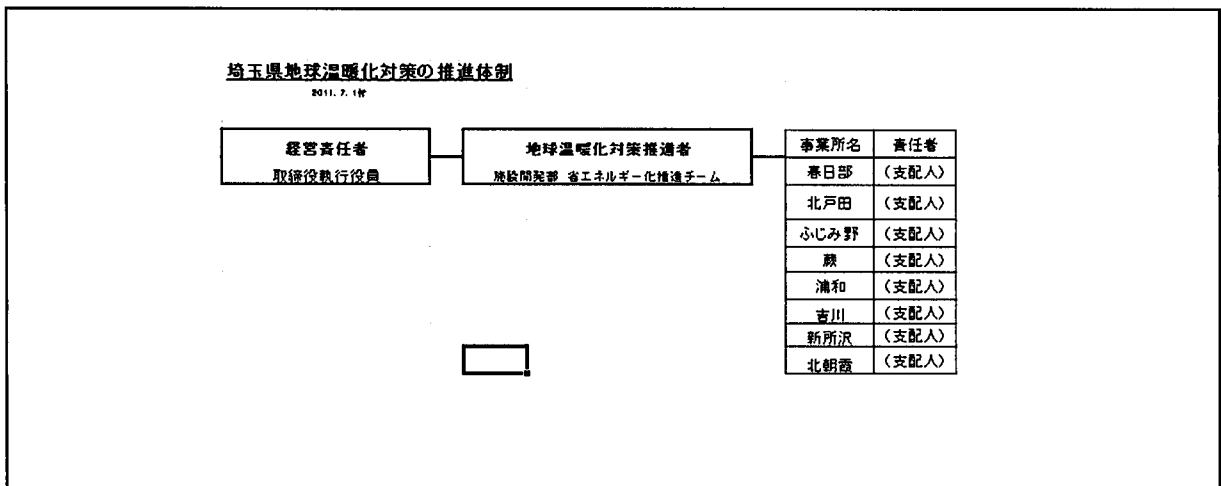 埼玉県地球温暖化対策の推進体制
2011.7.1付
経営責任者
取締役執行役員
地球温暖化対策推進者
施設開発部 省エネルギー化推進チーム
事業所名 責任者
春日部 (支配人)
北戸田 (支配人)
ふじみ野 (支配人)
蕨 (支配人)
浦和 (支配人)
吉川 (支配人)
新所沢 (支配人)
北朝霞 (支配人)